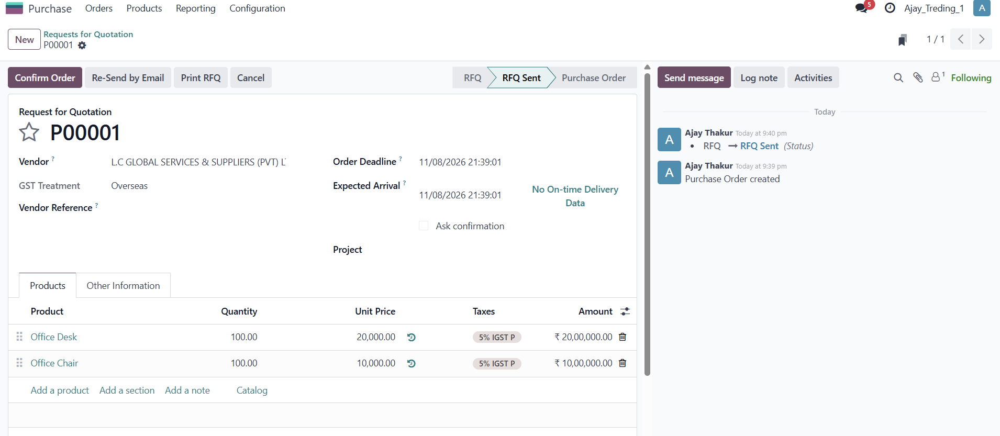 Purchase Orders Products Reporting Configuration 5 Ajay_Treding_1 A
New Requests for Quotation
P00001
1 / 1
Confirm Order Re-Send by Email Print RFQ Cancel RFQ RFQ Sent Purchase Order
Send message Log note Activities 1 Following
Request for Quotation
P00001
Vendor ? L.C GLOBAL SERVICES & SUPPLIERS (PVT) LT
GST Treatment Overseas
Vendor Reference ?
Order Deadline ? 11/08/2026 21:39:01
Expected Arrival ?
11/08/2026 21:39:01
No On-time Delivery
Data
Ask confirmation
Project
Products Other Information
Product Quantity Unit Price Taxes Amount
Office Desk 100.00 20,000.00 5% IGST P ₹ 20,00,000.00
Office Chair 100.00 10,000.00 5% IGST P ₹ 10,00,000.00
Add a product Add a section Add a note Catalog
Today
A Ajay Thakur Today at 9:40 pm
• RFQ → RFQ Sent (Status)
A Ajay Thakur Today at 9:39 pm
Purchase Order created